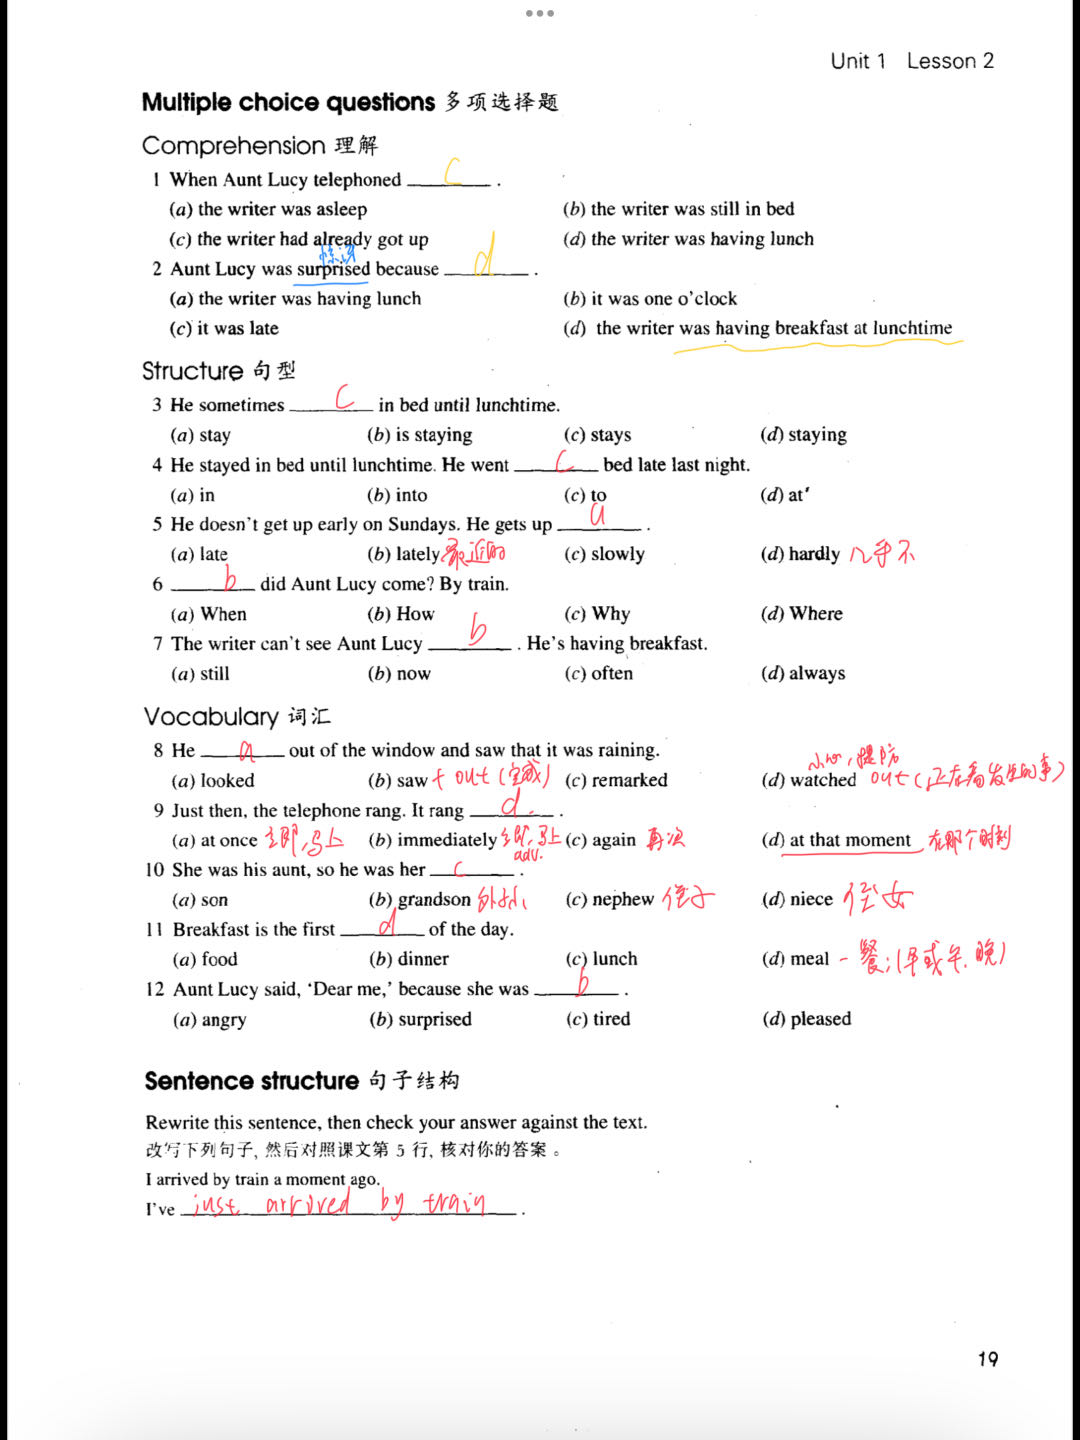 Unit 1 Lesson 2
Multiple choice questions 多项选择题
Comprehension 理解
1 When Aunt Lucy telephoned c .
(a) the writer was asleep (b) the writer was still in bed
(c) the writer had already got up (d) the writer was having lunch
惊讶
2 Aunt Lucy was surprised because d .
(a) the writer was having lunch (b) it was one o'clock
(c) it was late (d) the writer was having breakfast at lunchtime
Structure 句型
3 He sometimes c in bed until lunchtime.
(a) stay (b) is staying (c) stays (d) staying
4 He stayed in bed until lunchtime. He went c bed late last night.
(a) in (b) into (c) to (d) at
5 He doesn't get up early on Sundays. He gets up a .
(a) late (b) lately 最近的 (c) slowly (d) hardly 几乎不
6 b did Aunt Lucy come? By train.
(a) When (b) How (c) Why (d) Where
7 The writer can't see Aunt Lucy b . He's having breakfast.
(a) still (b) now (c) often (d) always
Vocabulary 词汇
8 He a out of the window and saw that it was raining.
小心,提防
(a) looked (b) saw + out (完成) (c) remarked (d) watched out (正在看发生的事)
9 Just then, the telephone rang. It rang d .
(a) at once 立即,马上 (b) immediately 立即,马上 (c) again 再次 (d) at that moment 在那个时刻
adv.
10 She was his aunt, so he was her c .
(a) son (b) grandson 外孙 (c) nephew 侄子 (d) niece 侄女
11 Breakfast is the first d of the day.
(a) food (b) dinner (c) lunch (d) meal 一餐;(早或午.晚)
12 Aunt Lucy said, 'Dear me,' because she was b .
(a) angry (b) surprised (c) tired (d) pleased
Sentence structure 句子结构
Rewrite this sentence, then check your answer against the text.
改写下列句子, 然后对照课文第 5 行, 核对你的答案。
I arrived by train a moment ago.
I've just arrived by train .
19